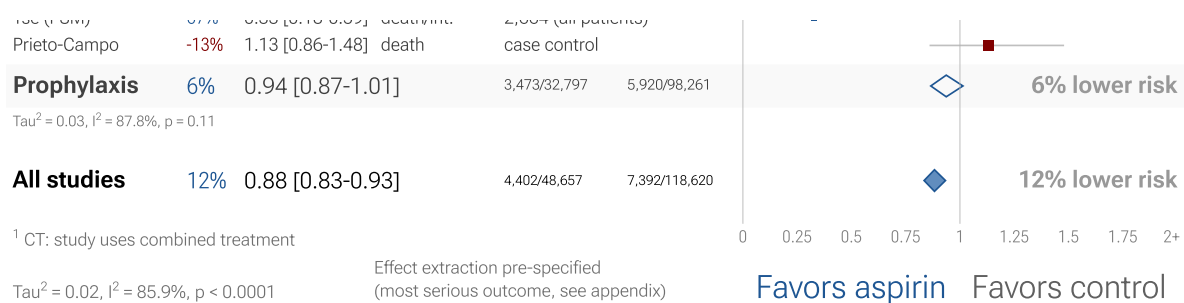 Prieto-Campo -13% 1.13 [0.86-1.48] death case control
Prophylaxis 6% 0.94 [0.87-1.01] 3,473/32,797 5,920/98,261 6% lower risk
Tau² = 0.03, I² = 87.8%, p = 0.11
All studies 12% 0.88 [0.83-0.93] 4,402/48,657 7,392/118,620 12% lower risk
0 0.25 0.5 0.75 1 1.25 1.5 1.75 2+
¹ CT: study uses combined treatment
Effect extraction pre-specified
Tau² = 0.02, I² = 85.9%, p < 0.0001 (most serious outcome, see appendix)
Favors aspirin Favors control